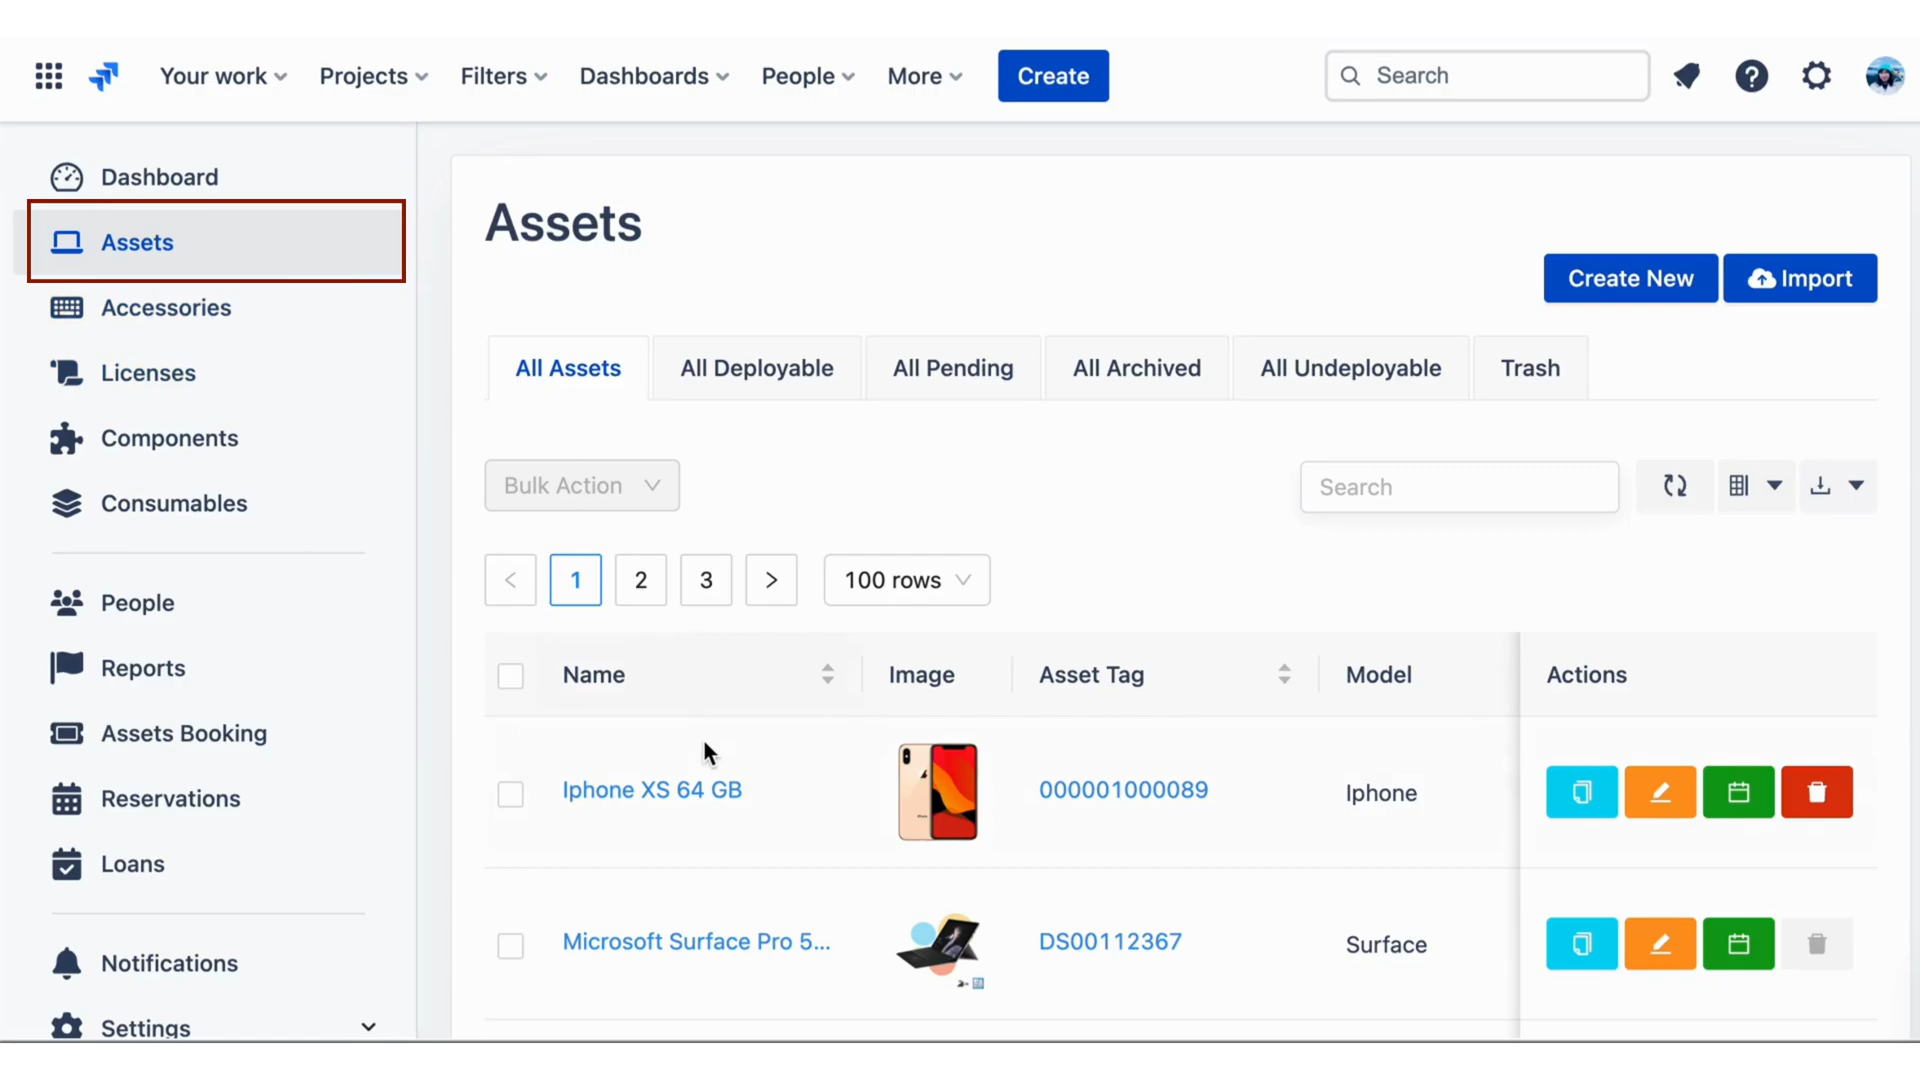 Your work Projects Filters Dashboards People More Create Search
Dashboard
Assets
Accessories
Licenses
Components
Consumables
People
Reports
Assets Booking
Reservations
Loans
Notifications
Settings
Assets
Create New Import
All Assets All Deployable All Pending All Archived All Undeployable Trash
Bulk Action Search
1 2 3 100 rows
Name Image Asset Tag Model Actions
Iphone XS 64 GB 000001000089 Iphone
Microsoft Surface Pro 5... DS00112367 Surface